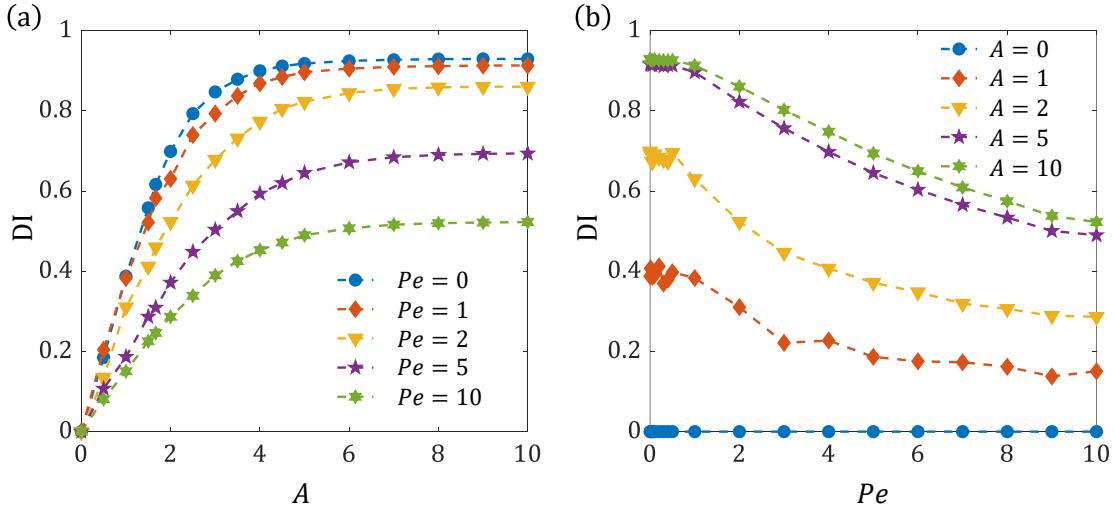 (a)
1
0.8
0.6
0.4
0.2
0
DI
0 2 4 6 8 10
A
Pe = 0
Pe = 1
Pe = 2
Pe = 5
Pe = 10
(b)
1
0.8
0.6
0.4
0.2
0
DI
0 2 4 6 8 10
Pe
A = 0
A = 1
A = 2
A = 5
A = 10